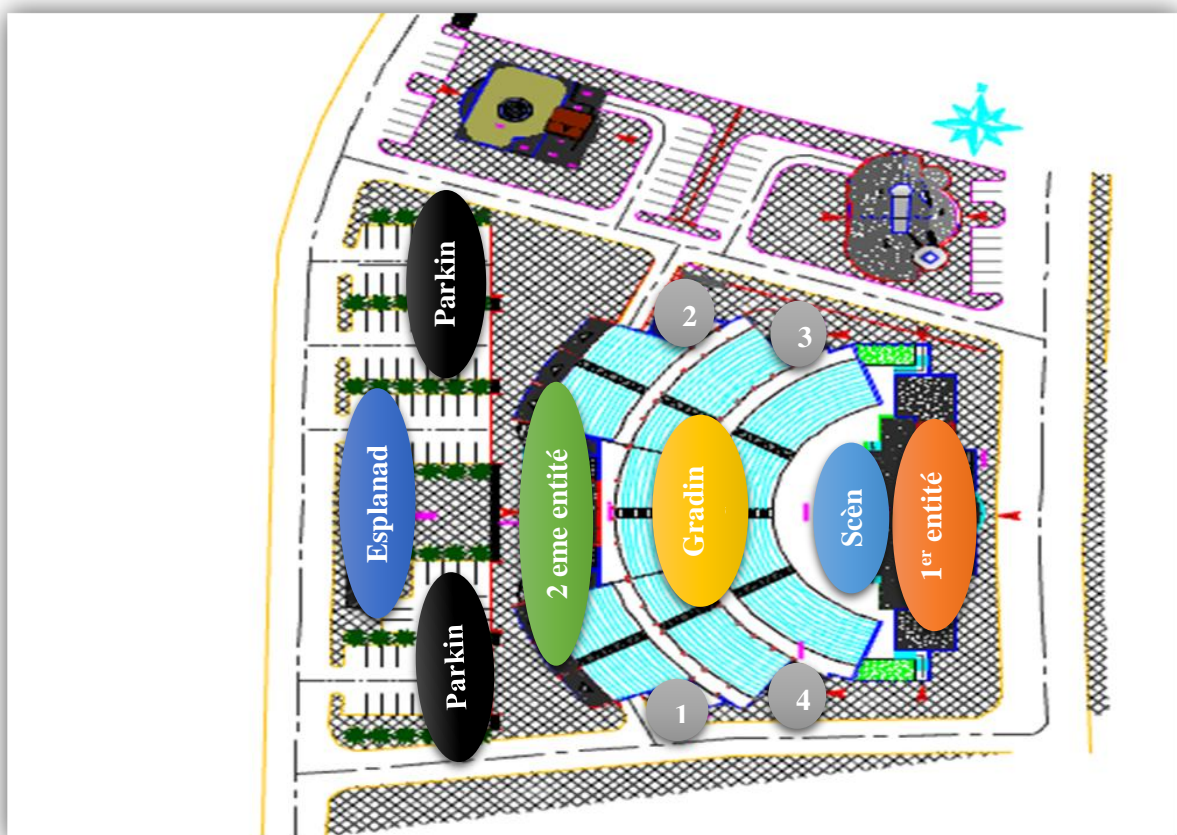 Parkin
Esplanad
Parkin
2 eme entité
Gradin
Scèn
1er entité
2
3
1
4